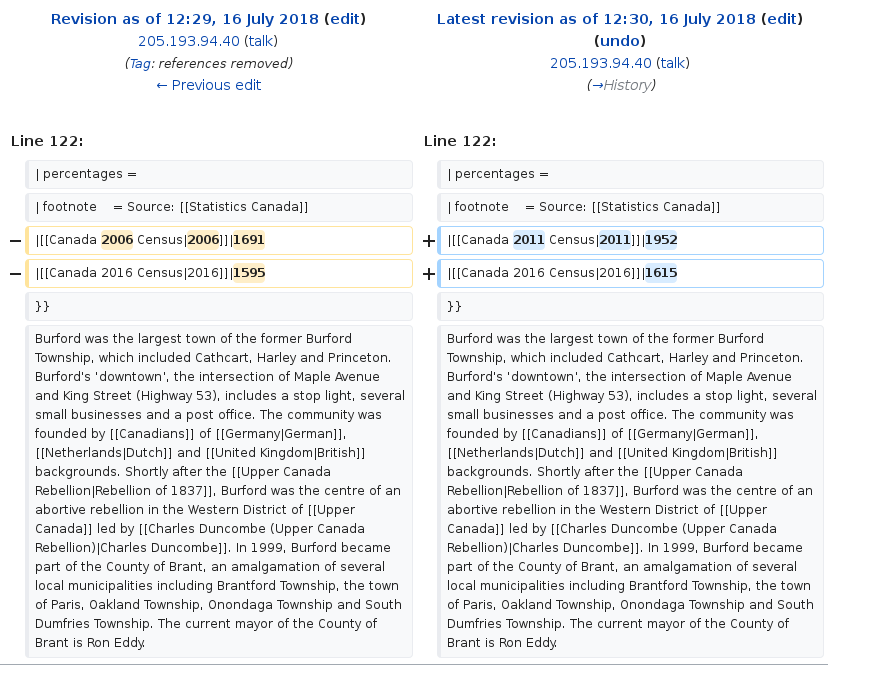 Revision as of 12:29, 16 July 2018 (edit)
205.193.94.40 (talk)
(Tag: references removed)
← Previous edit
Latest revision as of 12:30, 16 July 2018 (edit)
(undo)
205.193.94.40 (talk)
(→History)
Line 122:
Line 122:
| percentages =
| percentages =
| footnote    = Source: [[Statistics Canada]]
| footnote    = Source: [[Statistics Canada]]
− |[[Canada 2006 Census|2006]]|1691
+ |[[Canada 2011 Census|2011]]|1952
− |[[Canada 2016 Census|2016]]|1595
+ |[[Canada 2016 Census|2016]]|1615
}}
}}
Burford was the largest town of the former Burford
Township, which included Cathcart, Harley and Princeton.
Burford's 'downtown', the intersection of Maple Avenue
and King Street (Highway 53), includes a stop light, several
small businesses and a post office. The community was
founded by [[Canadians]] of [[Germany|German]],
[[Netherlands|Dutch]] and [[United Kingdom|British]]
backgrounds. Shortly after the [[Upper Canada
Rebellion|Rebellion of 1837]], Burford was the centre of an
abortive rebellion in the Western District of [[Upper
Canada]] led by [[Charles Duncombe (Upper Canada
Rebellion)|Charles Duncombe]]. In 1999, Burford became
part of the County of Brant, an amalgamation of several
local municipalities including Brantford Township, the town
of Paris, Oakland Township, Onondaga Township and South
Dumfries Township. The current mayor of the County of
Brant is Ron Eddy.
Burford was the largest town of the former Burford
Township, which included Cathcart, Harley and Princeton.
Burford's 'downtown', the intersection of Maple Avenue
and King Street (Highway 53), includes a stop light, several
small businesses and a post office. The community was
founded by [[Canadians]] of [[Germany|German]],
[[Netherlands|Dutch]] and [[United Kingdom|British]]
backgrounds. Shortly after the [[Upper Canada
Rebellion|Rebellion of 1837]], Burford was the centre of an
abortive rebellion in the Western District of [[Upper
Canada]] led by [[Charles Duncombe (Upper Canada
Rebellion)|Charles Duncombe]]. In 1999, Burford became
part of the County of Brant, an amalgamation of several
local municipalities including Brantford Township, the town
of Paris, Oakland Township, Onondaga Township and South
Dumfries Township. The current mayor of the County of
Brant is Ron Eddy.